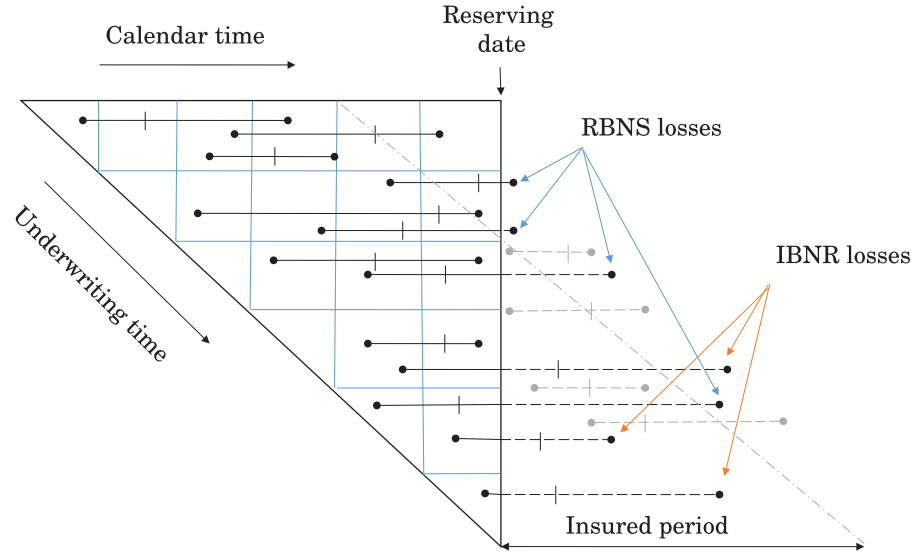 Calendar time
Reserving
date
RBNS losses
Underwriting time
IBNR losses
Insured period